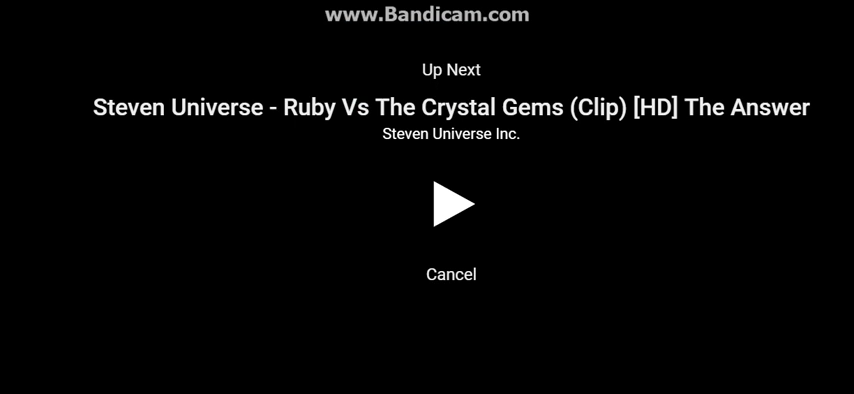 www.Bandicam.com
Up Next
Steven Universe - Ruby Vs The Crystal Gems (Clip) [HD] The Answer
Steven Universe Inc.
Cancel